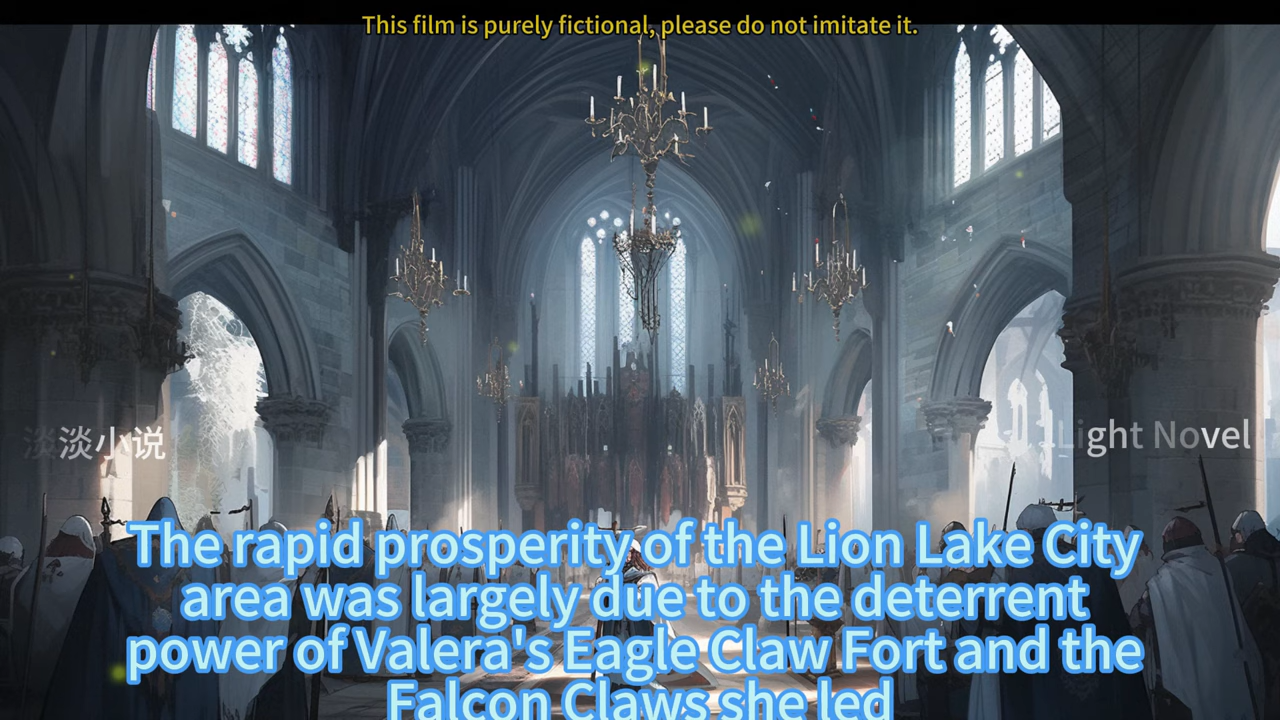 This film is purely fictional, please do not imitate it.
淡淡小说
Light Novel
The rapid prosperity of the Lion Lake City
area was largely due to the deterrent
power of Valera's Eagle Claw Fort and the
Falcon Claws she led